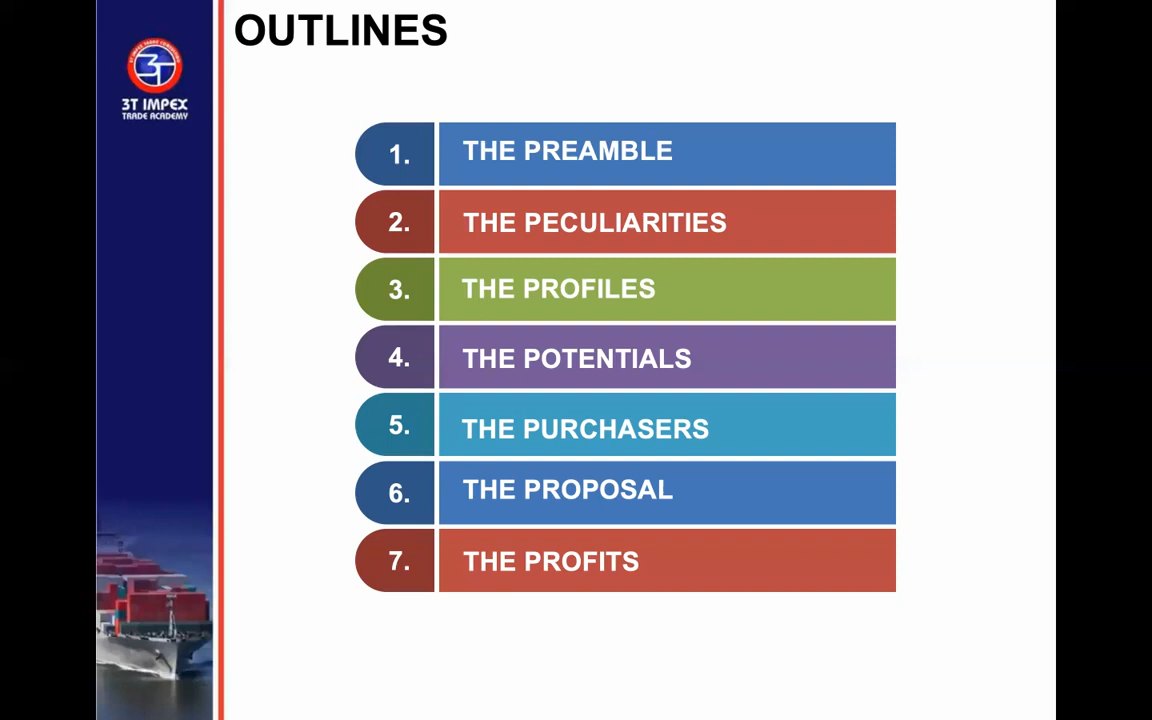 OUTLINES
3T IMPEX
TRADE ACADEMY
1. THE PREAMBLE
2. THE PECULIARITIES
3. THE PROFILES
4. THE POTENTIALS
5. THE PURCHASERS
6. THE PROPOSAL
7. THE PROFITS